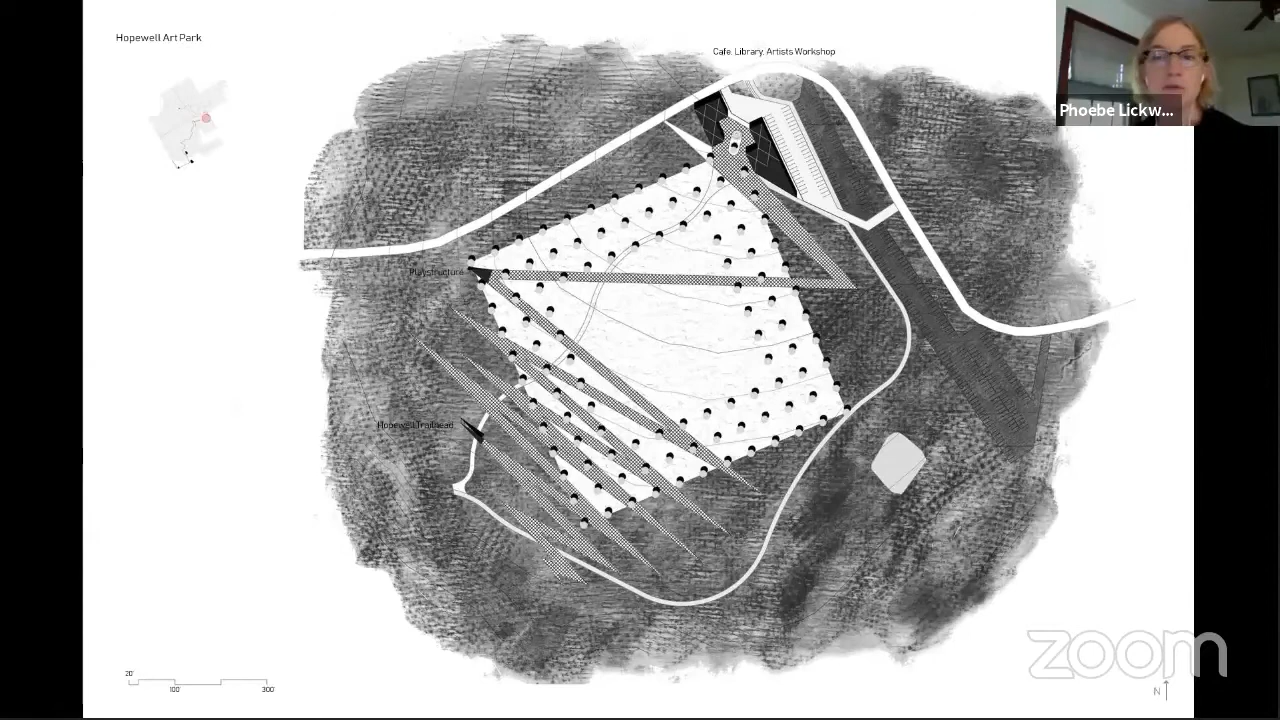 Hopewell Art Park
Cafe. Library. Artists Workshop
Phoebe Lickw...
Playstructure
Hopewell Trailhead
20'
100'
300'
zoom
N